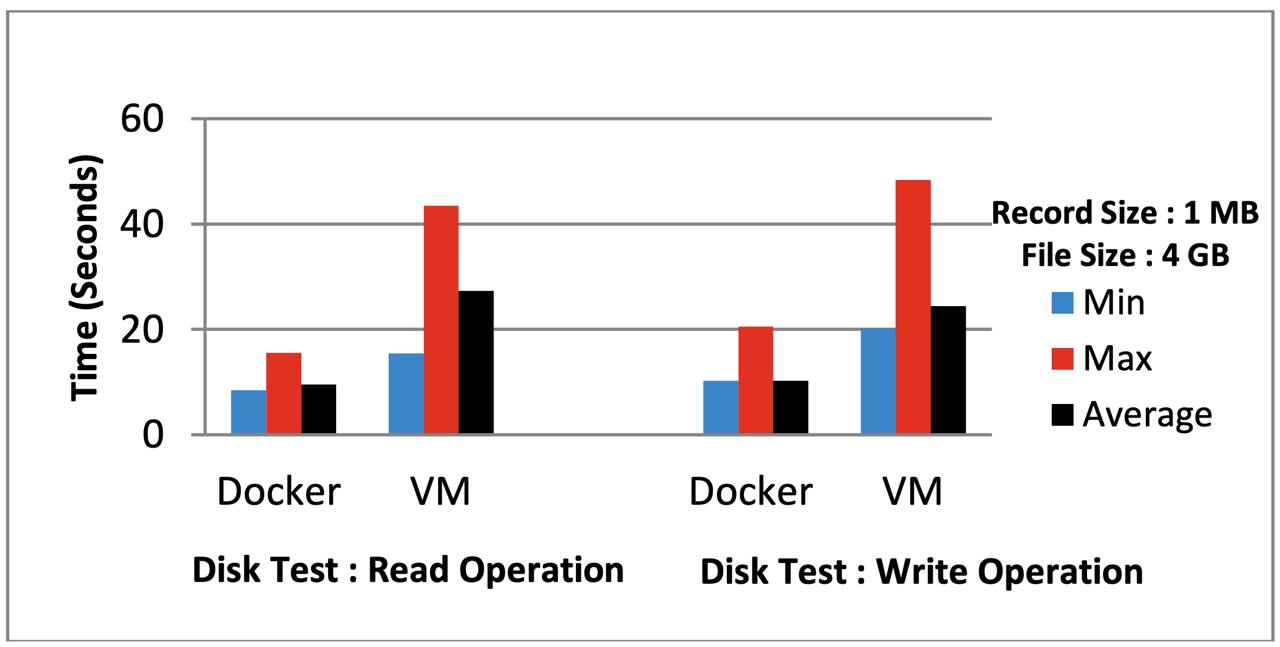 60
40
20
0
Time (Seconds)
Docker
VM
Docker
VM
Disk Test : Read Operation
Disk Test : Write Operation
Record Size : 1 MB
File Size : 4 GB
Min
Max
Average